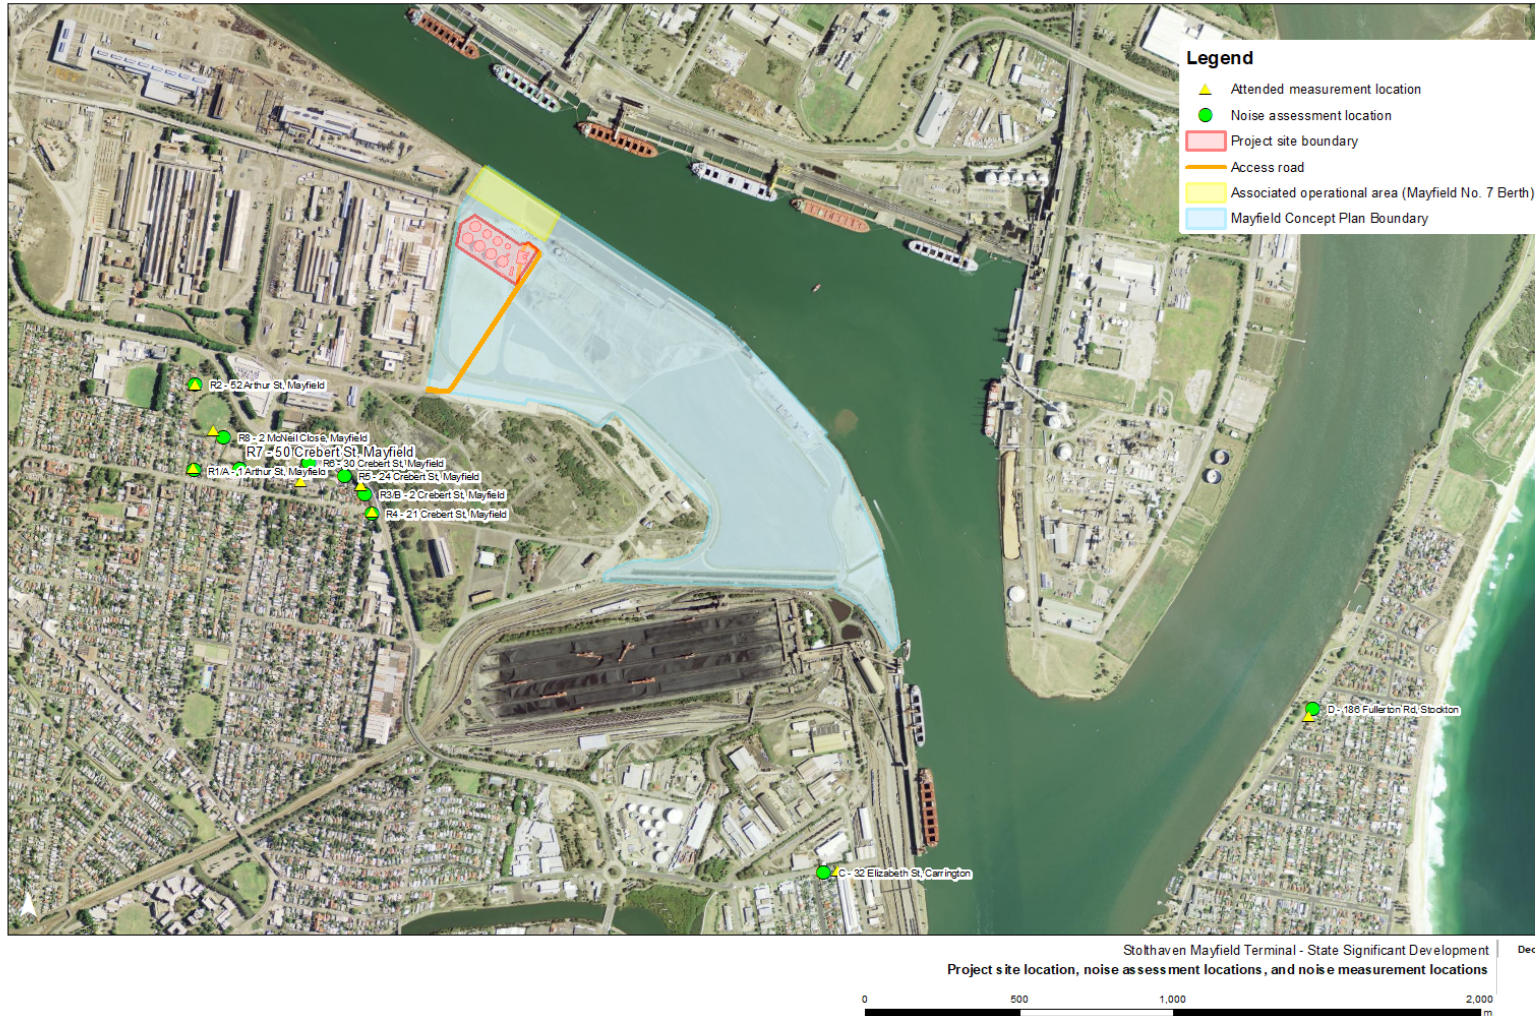 Legend
Attended measurement location
Noise assessment location
Project site boundary
Access road
Associated operational area (Mayfield No. 7 Berth)
Mayfield Concept Plan Boundary
R2 - 52 Arthur St, Mayfield
R8 - 2 McNeil Close, Mayfield
R7 - 50 Crebert St, Mayfield
R6 - 30 Crebert St, Mayfield
R1/A - 1 Arthur St, Mayfield
R5 - 24 Crebert St, Mayfield
R3/B - 2 Crebert St, Mayfield
R4 - 21 Crebert St, Mayfield
D - 186 Fullerton Rd, Stockton
C - 32 Elizabeth St, Carrington
Stolthaven Mayfield Terminal - State Significant Development
Dec
Project site location, noise assessment locations, and noise measurement locations
0 500 1,000 2,000
m